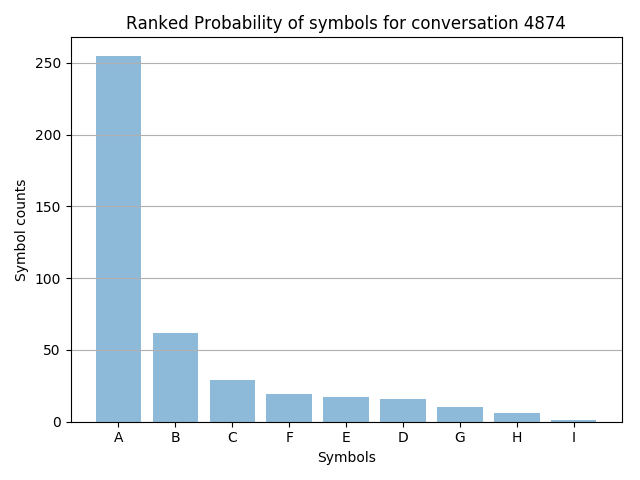 Ranked Probability of symbols for conversation 4874
250
200
150
100
50
0
Symbol counts
A B C F E D G H I
Symbols